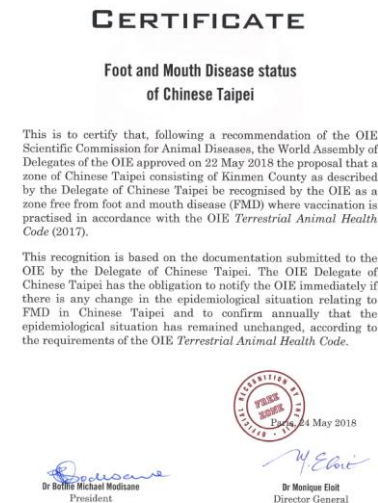 CERTIFICATE
Foot and Mouth Disease status
of Chinese Taipei
This is to certify that, following a recommendation of the OIE
Scientific Commission for Animal Diseases, the World Assembly of
Delegates of the OIE approved on 22 May 2018 the proposal that a
zone of Chinese Taipei consisting of Kinmen County as described
by the Delegate of Chinese Taipei be recognised by the OIE as a
zone free from foot and mouth disease (FMD) where vaccination is
practised in accordance with the OIE Terrestrial Animal Health
Code (2017).
This recognition is based on the documentation submitted to the
OIE by the Delegate of Chinese Taipei. The OIE Delegate of
Chinese Taipei has the obligation to notify the OIE immediately if
there is any change in the epidemiological situation relating to
FMD in Chinese Taipei and to confirm annually that the
epidemiological situation has remained unchanged, according to
the requirements of the OIE Terrestrial Animal Health Code.
OFFICIAL RECOGNITION BY THE OIE
FREE
ZONE
Paris, 24 May 2018
M. Eloit
Dr Botlhe Michael Modisane
President
Dr Monique Eloit
Director General